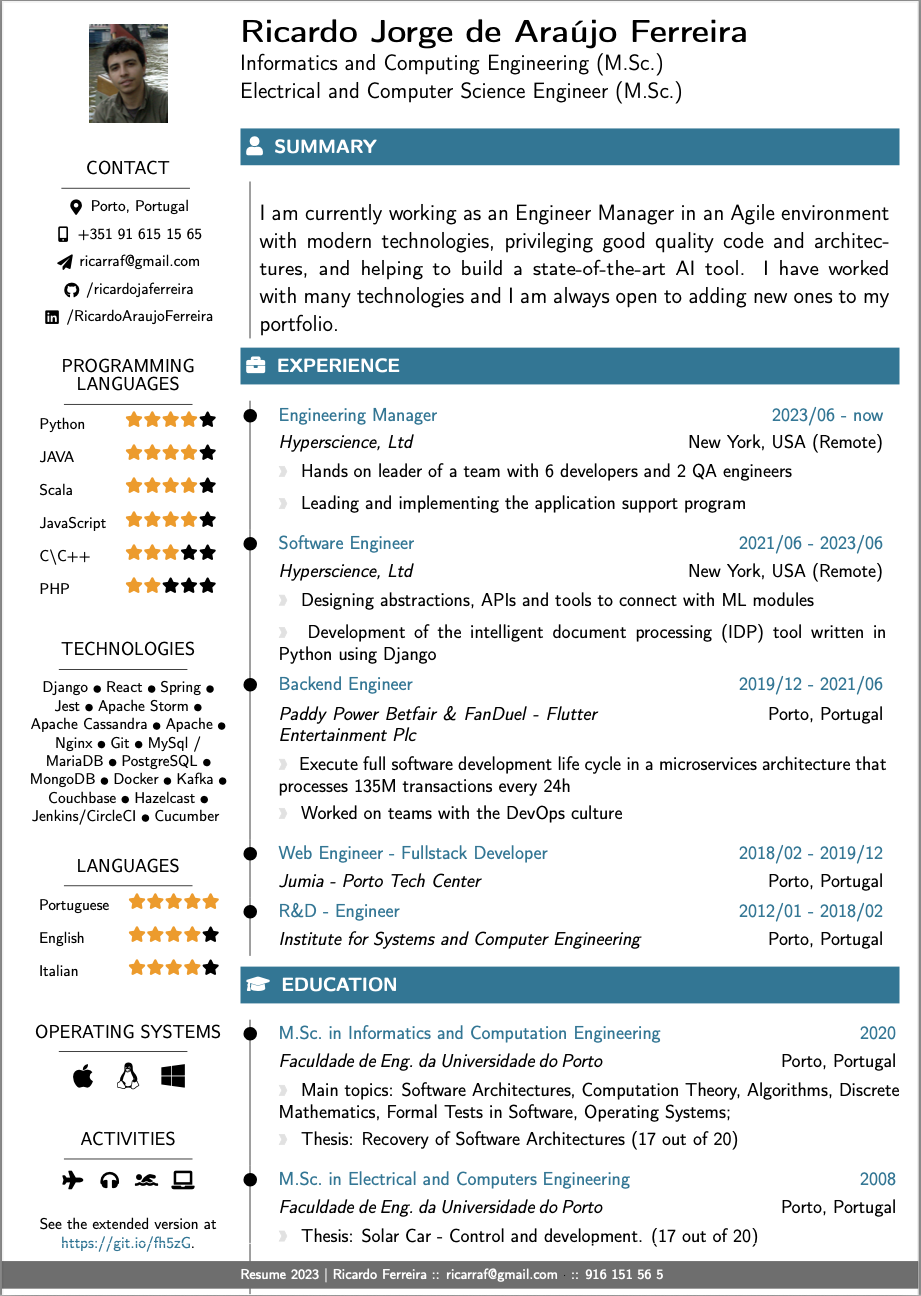 Ricardo Jorge de Araújo Ferreira
Informatics and Computing Engineering (M.Sc.)
Electrical and Computer Science Engineer (M.Sc.)
CONTACT
Porto, Portugal
+351 91 615 15 65
ricarraf@gmail.com
/ricardojaferreira
/RicardoAraujoFerreira
PROGRAMMING
LANGUAGES
Python
JAVA
Scala
JavaScript
C\C++
PHP
TECHNOLOGIES
Django ● React ● Spring ●
Jest ● Apache Storm ●
Apache Cassandra ● Apache ●
Nginx ● Git ● MySql /
MariaDB ● PostgreSQL ●
MongoDB ● Docker ● Kafka ●
Couchbase ● Hazelcast ●
Jenkins/CircleCI ● Cucumber
LANGUAGES
Portuguese
English
Italian
OPERATING SYSTEMS
ACTIVITIES
See the extended version at
https://git.io/fh5zG.
SUMMARY
I am currently working as an Engineer Manager in an Agile environment
with modern technologies, privileging good quality code and architec-
tures, and helping to build a state-of-the-art AI tool. I have worked
with many technologies and I am always open to adding new ones to my
portfolio.
EXPERIENCE
Engineering Manager 2023/06 - now
Hyperscience, Ltd New York, USA (Remote)
Hands on leader of a team with 6 developers and 2 QA engineers
Leading and implementing the application support program
Software Engineer 2021/06 - 2023/06
Hyperscience, Ltd New York, USA (Remote)
Designing abstractions, APIs and tools to connect with ML modules
Development of the intelligent document processing (IDP) tool written in
Python using Django
Backend Engineer 2019/12 - 2021/06
Paddy Power Betfair & FanDuel - Flutter Porto, Portugal
Entertainment Plc
Execute full software development life cycle in a microservices architecture that
processes 135M transactions every 24h
Worked on teams with the DevOps culture
Web Engineer - Fullstack Developer 2018/02 - 2019/12
Jumia - Porto Tech Center Porto, Portugal
R&D - Engineer 2012/01 - 2018/02
Institute for Systems and Computer Engineering Porto, Portugal
EDUCATION
M.Sc. in Informatics and Computation Engineering 2020
Faculdade de Eng. da Universidade do Porto Porto, Portugal
Main topics: Software Architectures, Computation Theory, Algorithms, Discrete
Mathematics, Formal Tests in Software, Operating Systems;
Thesis: Recovery of Software Architectures (17 out of 20)
M.Sc. in Electrical and Computers Engineering 2008
Faculdade de Eng. da Universidade do Porto Porto, Portugal
Thesis: Solar Car - Control and development. (17 out of 20)
Resume 2023 | Ricardo Ferreira :: ricarraf@gmail.com :: 916 151 56 5